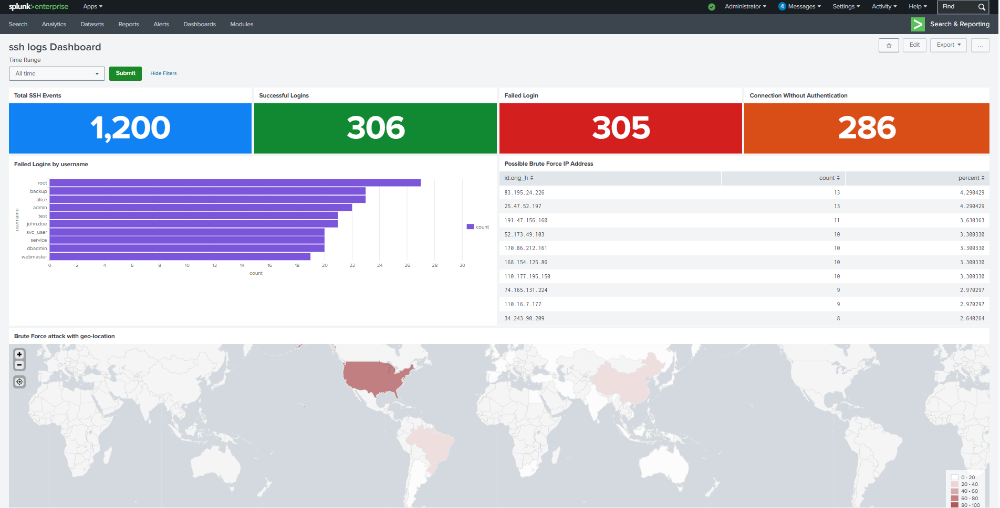 splunk>enterprise Apps Administrator 4 Messages Settings Activity Help Find
Search Analytics Datasets Reports Alerts Dashboards Modules Search & Reporting
ssh logs Dashboard
Edit Export ...
Time Range
All time Submit Hide Filters
Total SSH Events
1,200
Successful Logins
306
Failed Login
305
Connection Without Authentication
286
Failed Logins by username
username
root
backup
alice
admin
test
john.doe
svc_user
service
dbadmin
webmaster
0 2 4 6 8 10 12 14 16 18 20 22 24 26 28 30
count
count
Possible Brute Force IP Address
id.orig_h count percent
83.195.24.226 13 4.290429
25.47.52.197 13 4.290429
191.47.156.160 11 3.630363
52.173.49.103 10 3.300330
170.86.212.161 10 3.300330
168.154.125.86 10 3.300330
110.177.195.150 10 3.300330
74.165.131.224 9 2.970297
110.16.7.177 9 2.970297
34.243.90.209 8 2.640264
Brute Force attack with geo-location
0 - 20
20 - 40
40 - 60
60 - 80
80 - 100